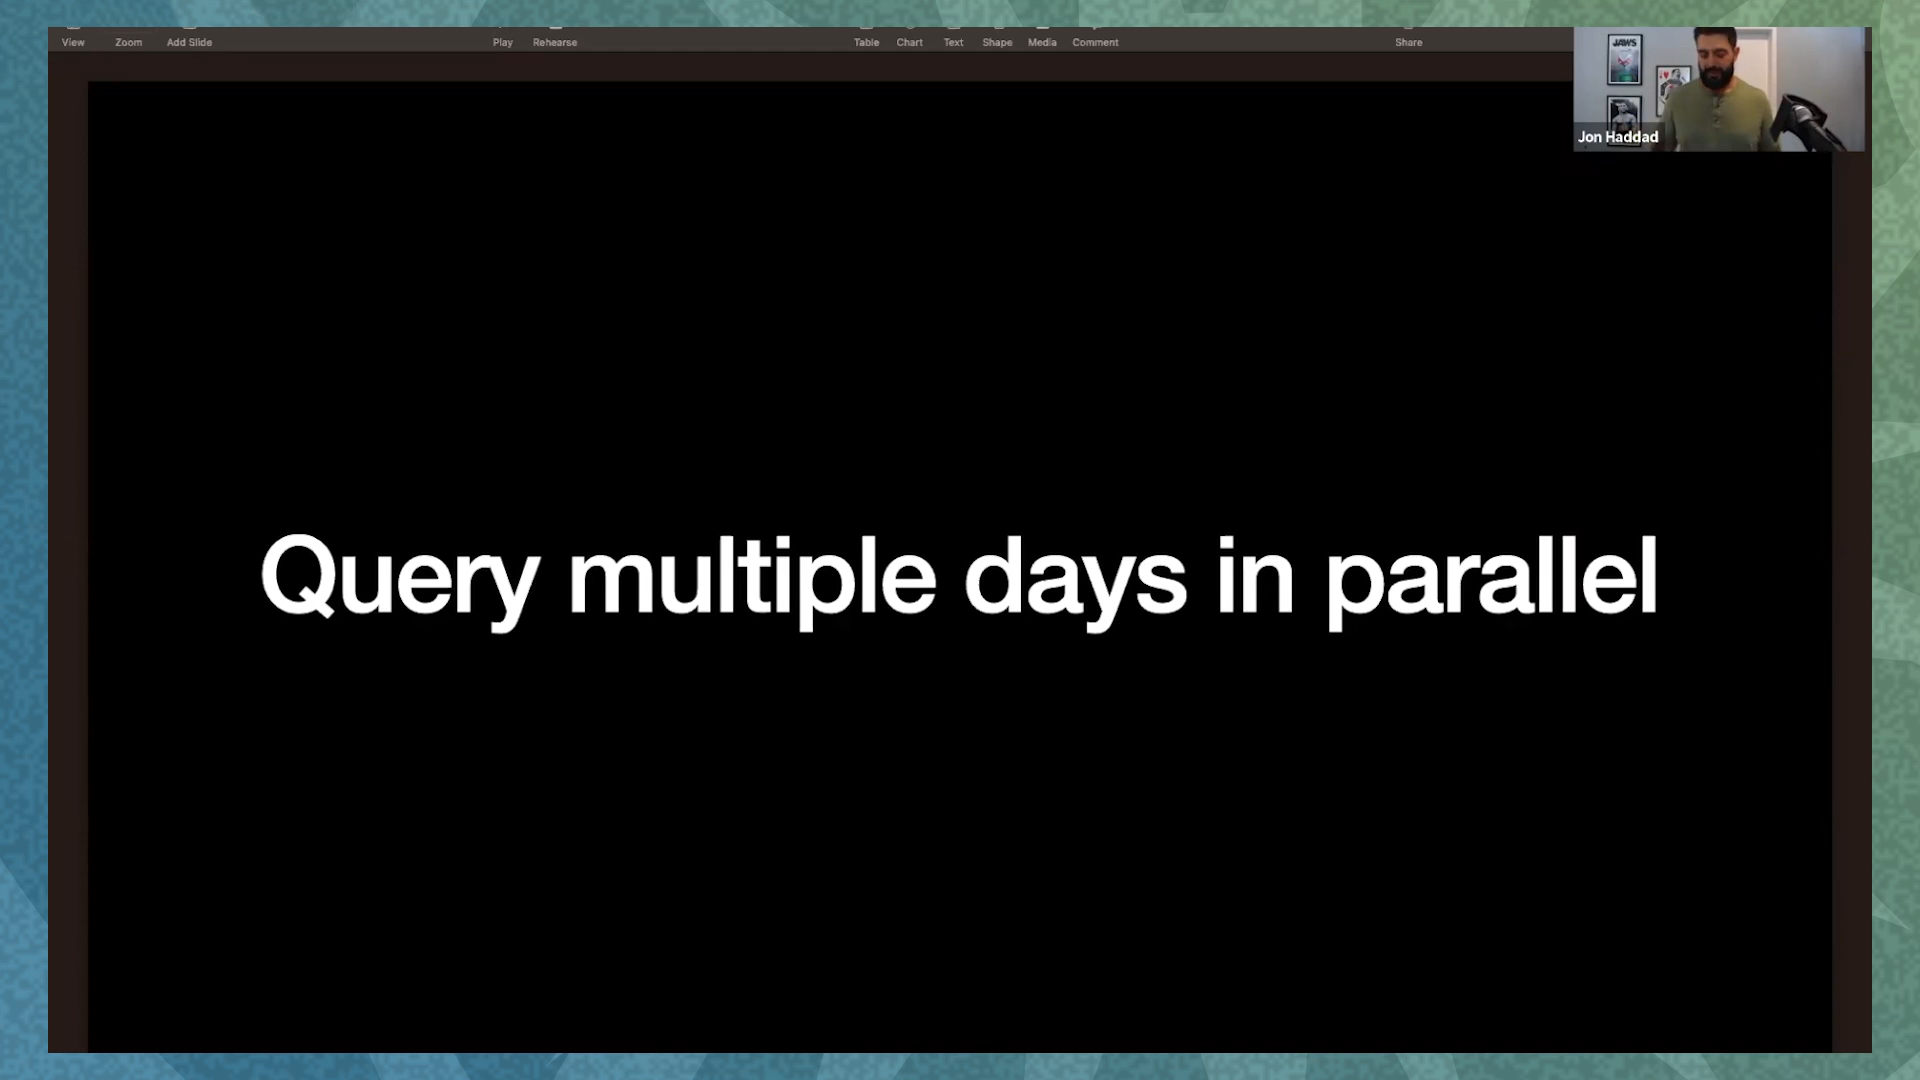 View Zoom Add Slide Play Rehearse Table Chart Text Shape Media Comment Share
JAWS
Jon Haddad
Query multiple days in parallel